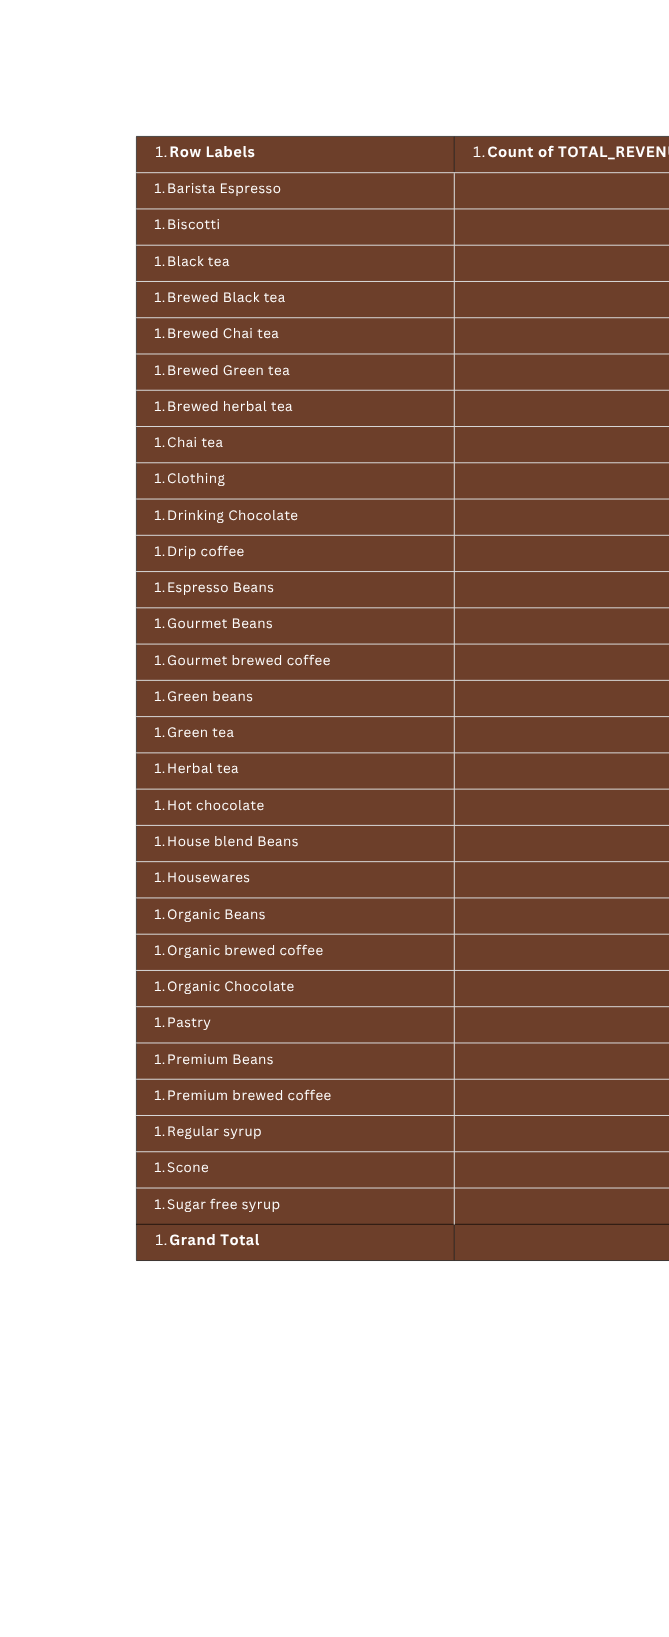 1. Row Labels 1. Count of TOTAL_REVEN
1. Barista Espresso
1. Biscotti
1. Black tea
1. Brewed Black tea
1. Brewed Chai tea
1. Brewed Green tea
1. Brewed herbal tea
1. Chai tea
1. Clothing
1. Drinking Chocolate
1. Drip coffee
1. Espresso Beans
1. Gourmet Beans
1. Gourmet brewed coffee
1. Green beans
1. Green tea
1. Herbal tea
1. Hot chocolate
1. House blend Beans
1. Housewares
1. Organic Beans
1. Organic brewed coffee
1. Organic Chocolate
1. Pastry
1. Premium Beans
1. Premium brewed coffee
1. Regular syrup
1. Scone
1. Sugar free syrup
1. Grand Total